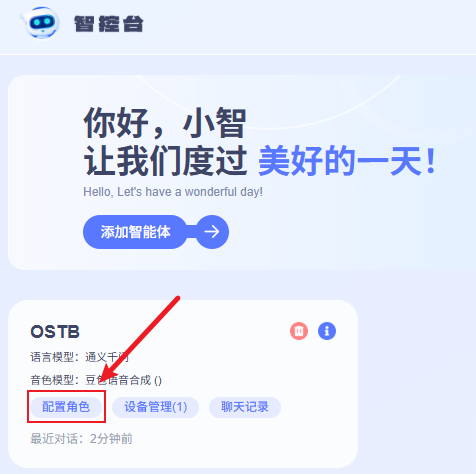 智控台
你好，小智
让我们度过 美好的一天！
Hello, Let's have a wonderful day!
添加智能体
OSTB
语言模型：通义千问
音色模型：豆包语音合成 ()
配置角色 设备管理(1) 聊天记录
最近对话：2分钟前